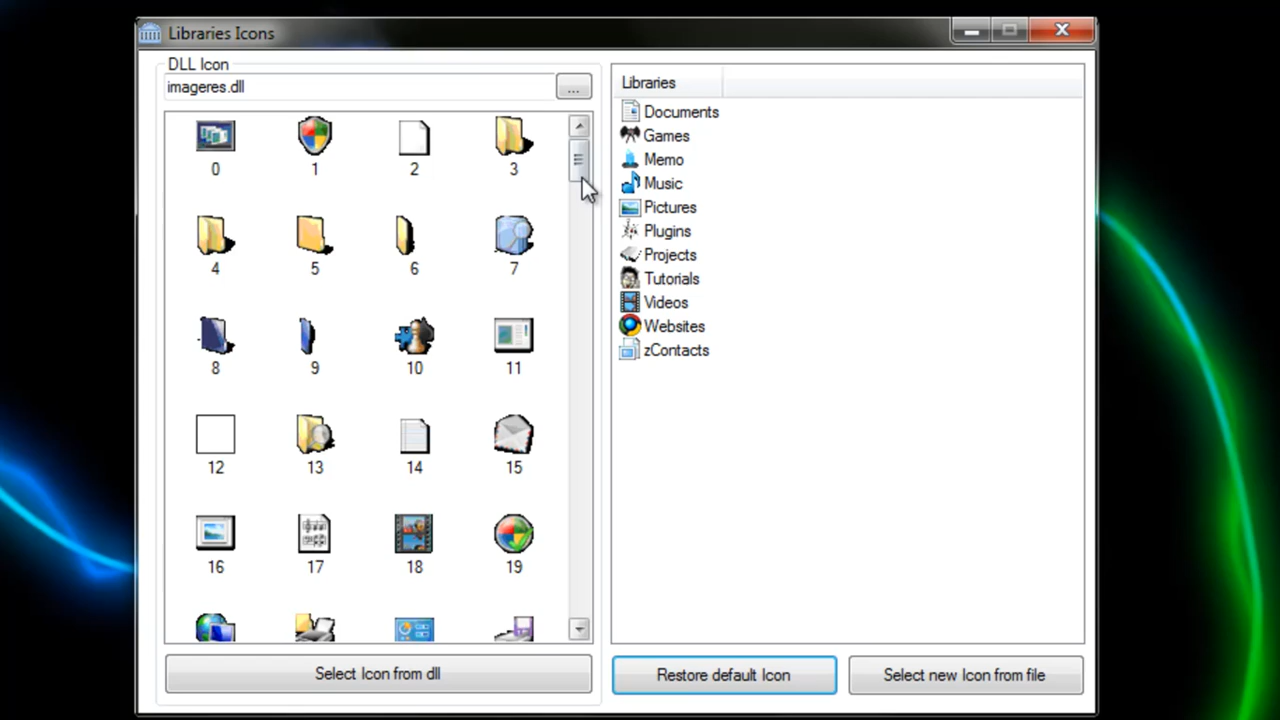 Libraries Icons
DLL Icon
imageres.dll
...
0 1 2 3
4 5 6 7
8 9 10 11
12 13 14 15
16 17 18 19
Select Icon from dll
Libraries
Documents
Games
Memo
Music
Pictures
Plugins
Projects
Tutorials
Videos
Websites
zContacts
Restore default Icon
Select new Icon from file